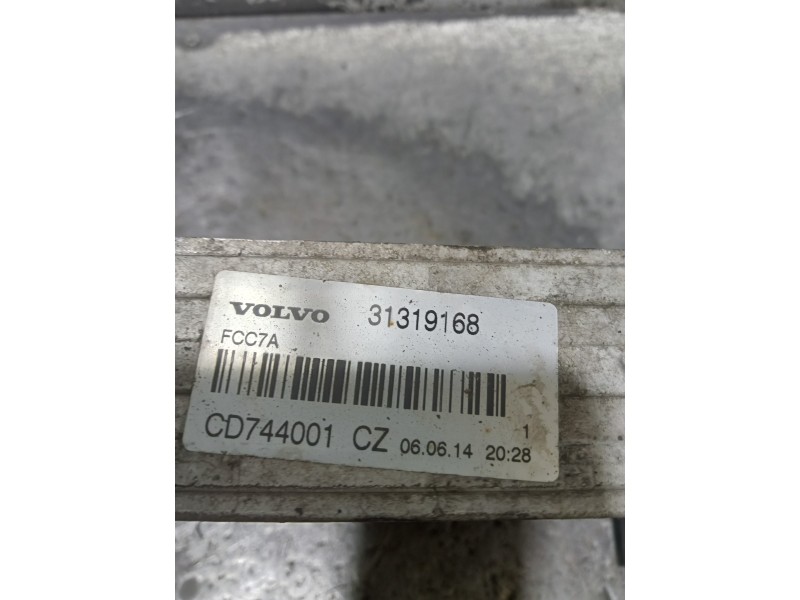 VOLVO 31319168
FCC7A
1
CD744001 CZ 06.06.14 20:28